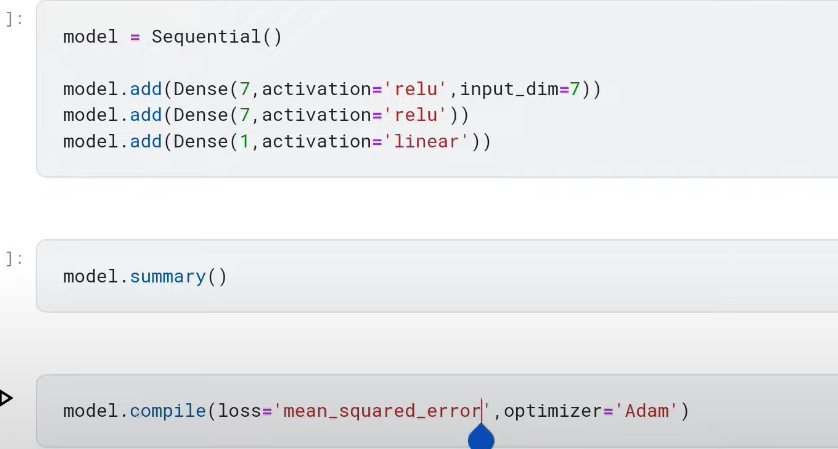 ]:
model = Sequential()
model.add(Dense(7,activation='relu',input_dim=7))
model.add(Dense(7,activation='relu'))
model.add(Dense(1,activation='linear'))
]:
model.summary()
model.compile(loss='mean_squared_error',optimizer='Adam')